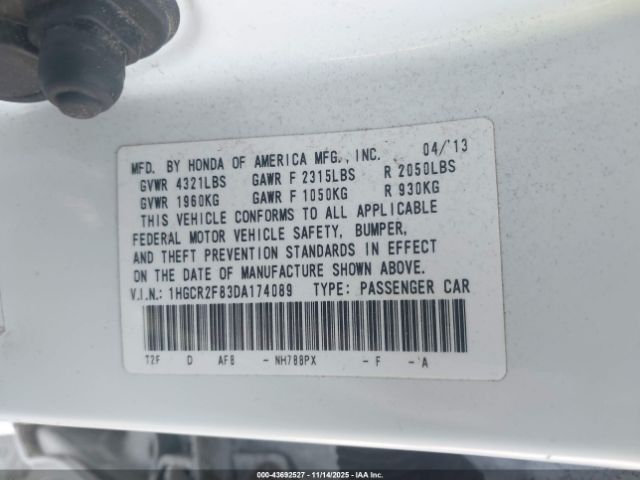 MFD. BY HONDA OF AMERICA MFG., INC. 04/'13
GVWR 4321LBS GAWR F 2315LBS R 2050LBS
GVWR 1960KG GAWR F 1050KG R 930KG
THIS VEHICLE CONFORMS TO ALL APPLICABLE
FEDERAL MOTOR VEHICLE SAFETY, BUMPER,
AND THEFT PREVENTION STANDARDS IN EFFECT
ON THE DATE OF MANUFACTURE SHOWN ABOVE.
V.I.N.: 1HGCR2F83DA174089 TYPE: PASSENGER CAR
T2F D AF8 - NH788PX - F - A
000-43692527 - 11/14/2025 - © IAA Holdings, LLC